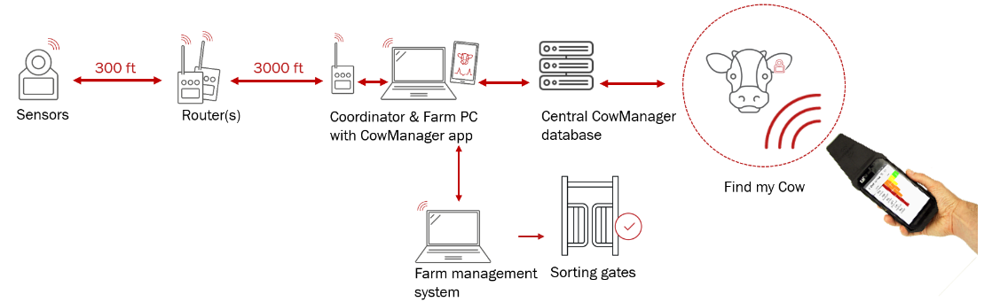 300 ft
3000 ft
Sensors
Router(s)
Coordinator & Farm PC
with CowManager app
Central CowManager
database
Find my Cow
Farm management
system
Sorting gates